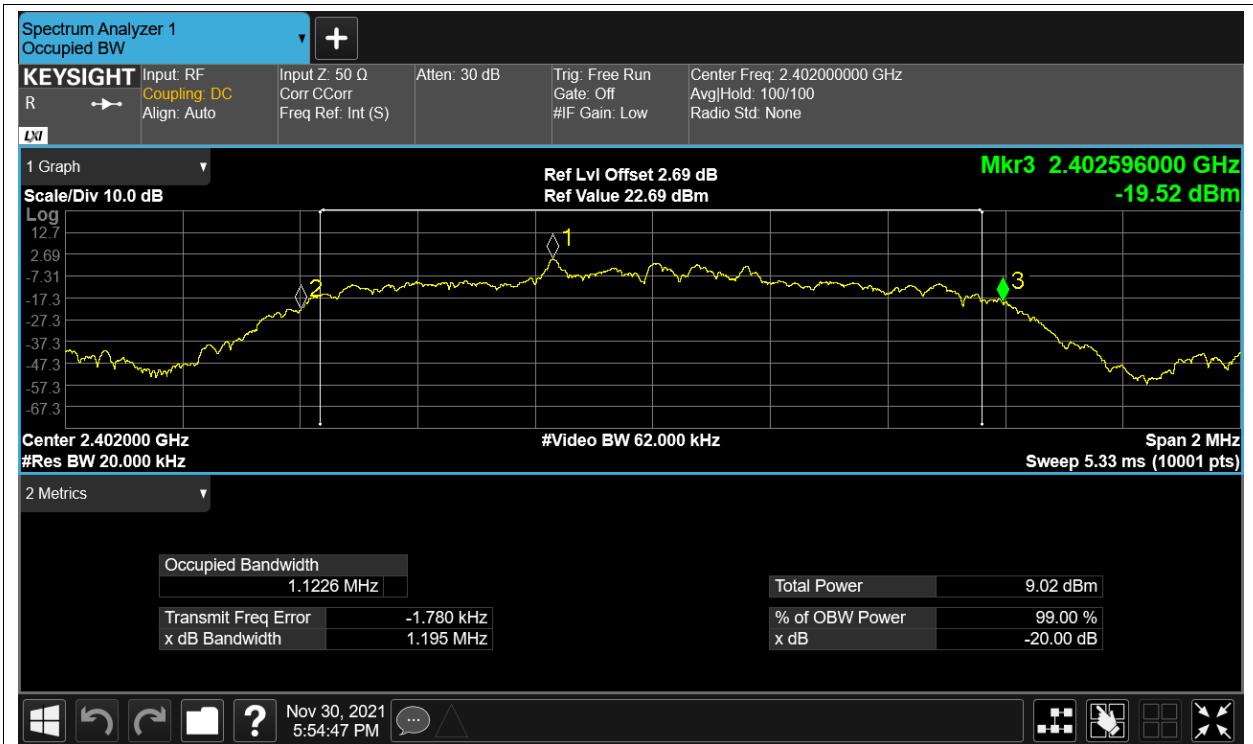 Spectrum Analyzer 1
Occupied BW
KEYSIGHT
R
LXI
Input: RF
Coupling: DC
Align: Auto
Input Z: 50 Ω
Corr CCorr
Freq Ref: Int (S)
Atten: 30 dB
Trig: Free Run
Gate: Off
#IF Gain: Low
Center Freq: 2.402000000 GHz
Avg|Hold: 100/100
Radio Std: None
1 Graph
Scale/Div 10.0 dB
Ref Lvl Offset 2.69 dB
Ref Value 22.69 dBm
Mkr3 2.402596000 GHz
-19.52 dBm
Log
12.7
2.69
-7.31
-17.3
-27.3
-37.3
-47.3
-57.3
-67.3
1
2
3
Center 2.402000 GHz
#Res BW 20.000 kHz
#Video BW 62.000 kHz
Span 2 MHz
Sweep 5.33 ms (10001 pts)
2 Metrics
Occupied Bandwidth
1.1226 MHz
Transmit Freq Error -1.780 kHz
x dB Bandwidth 1.195 MHz
Total Power 9.02 dBm
% of OBW Power 99.00 %
x dB -20.00 dB
?
Nov 30, 2021
5:54:47 PM